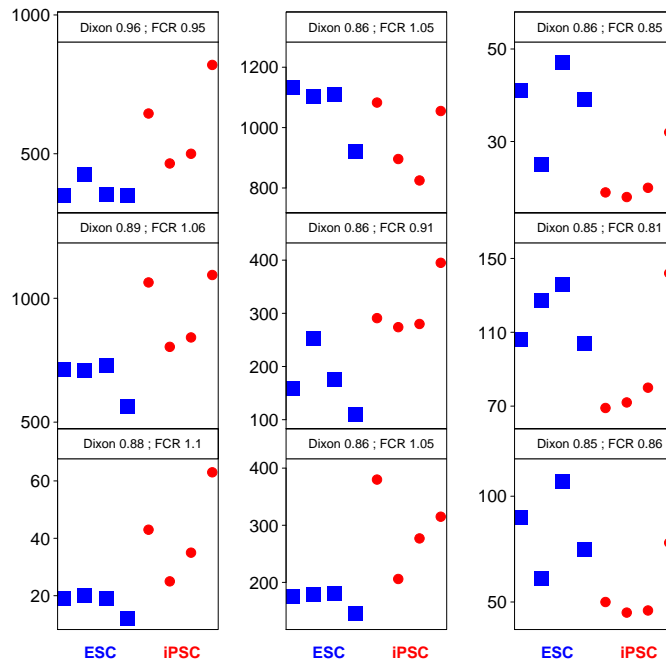 Dixon 0.96 ; FCR 0.95
Dixon 0.86 ; FCR 1.05
Dixon 0.86 ; FCR 0.85
1000
500
1200
1000
800
50
30
Dixon 0.89 ; FCR 1.06
Dixon 0.86 ; FCR 0.91
Dixon 0.85 ; FCR 0.81
1000
500
400
300
200
100
150
110
70
Dixon 0.88 ; FCR 1.1
Dixon 0.86 ; FCR 1.05
Dixon 0.85 ; FCR 0.86
60
40
20
400
300
200
100
50
ESC iPSC
ESC iPSC
ESC iPSC